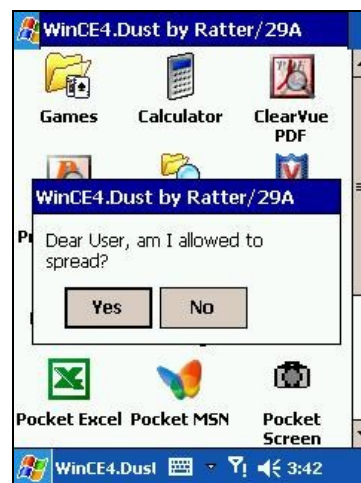 WinCE4.Dust by Ratter/29A
Games Calculator ClearVue
PDF
WinCE4.Dust by Ratter/29A
Dear User, am I allowed to
spread?
Yes No
Pocket Excel Pocket MSN Pocket
Screen
WinCE4.Dust 3:42